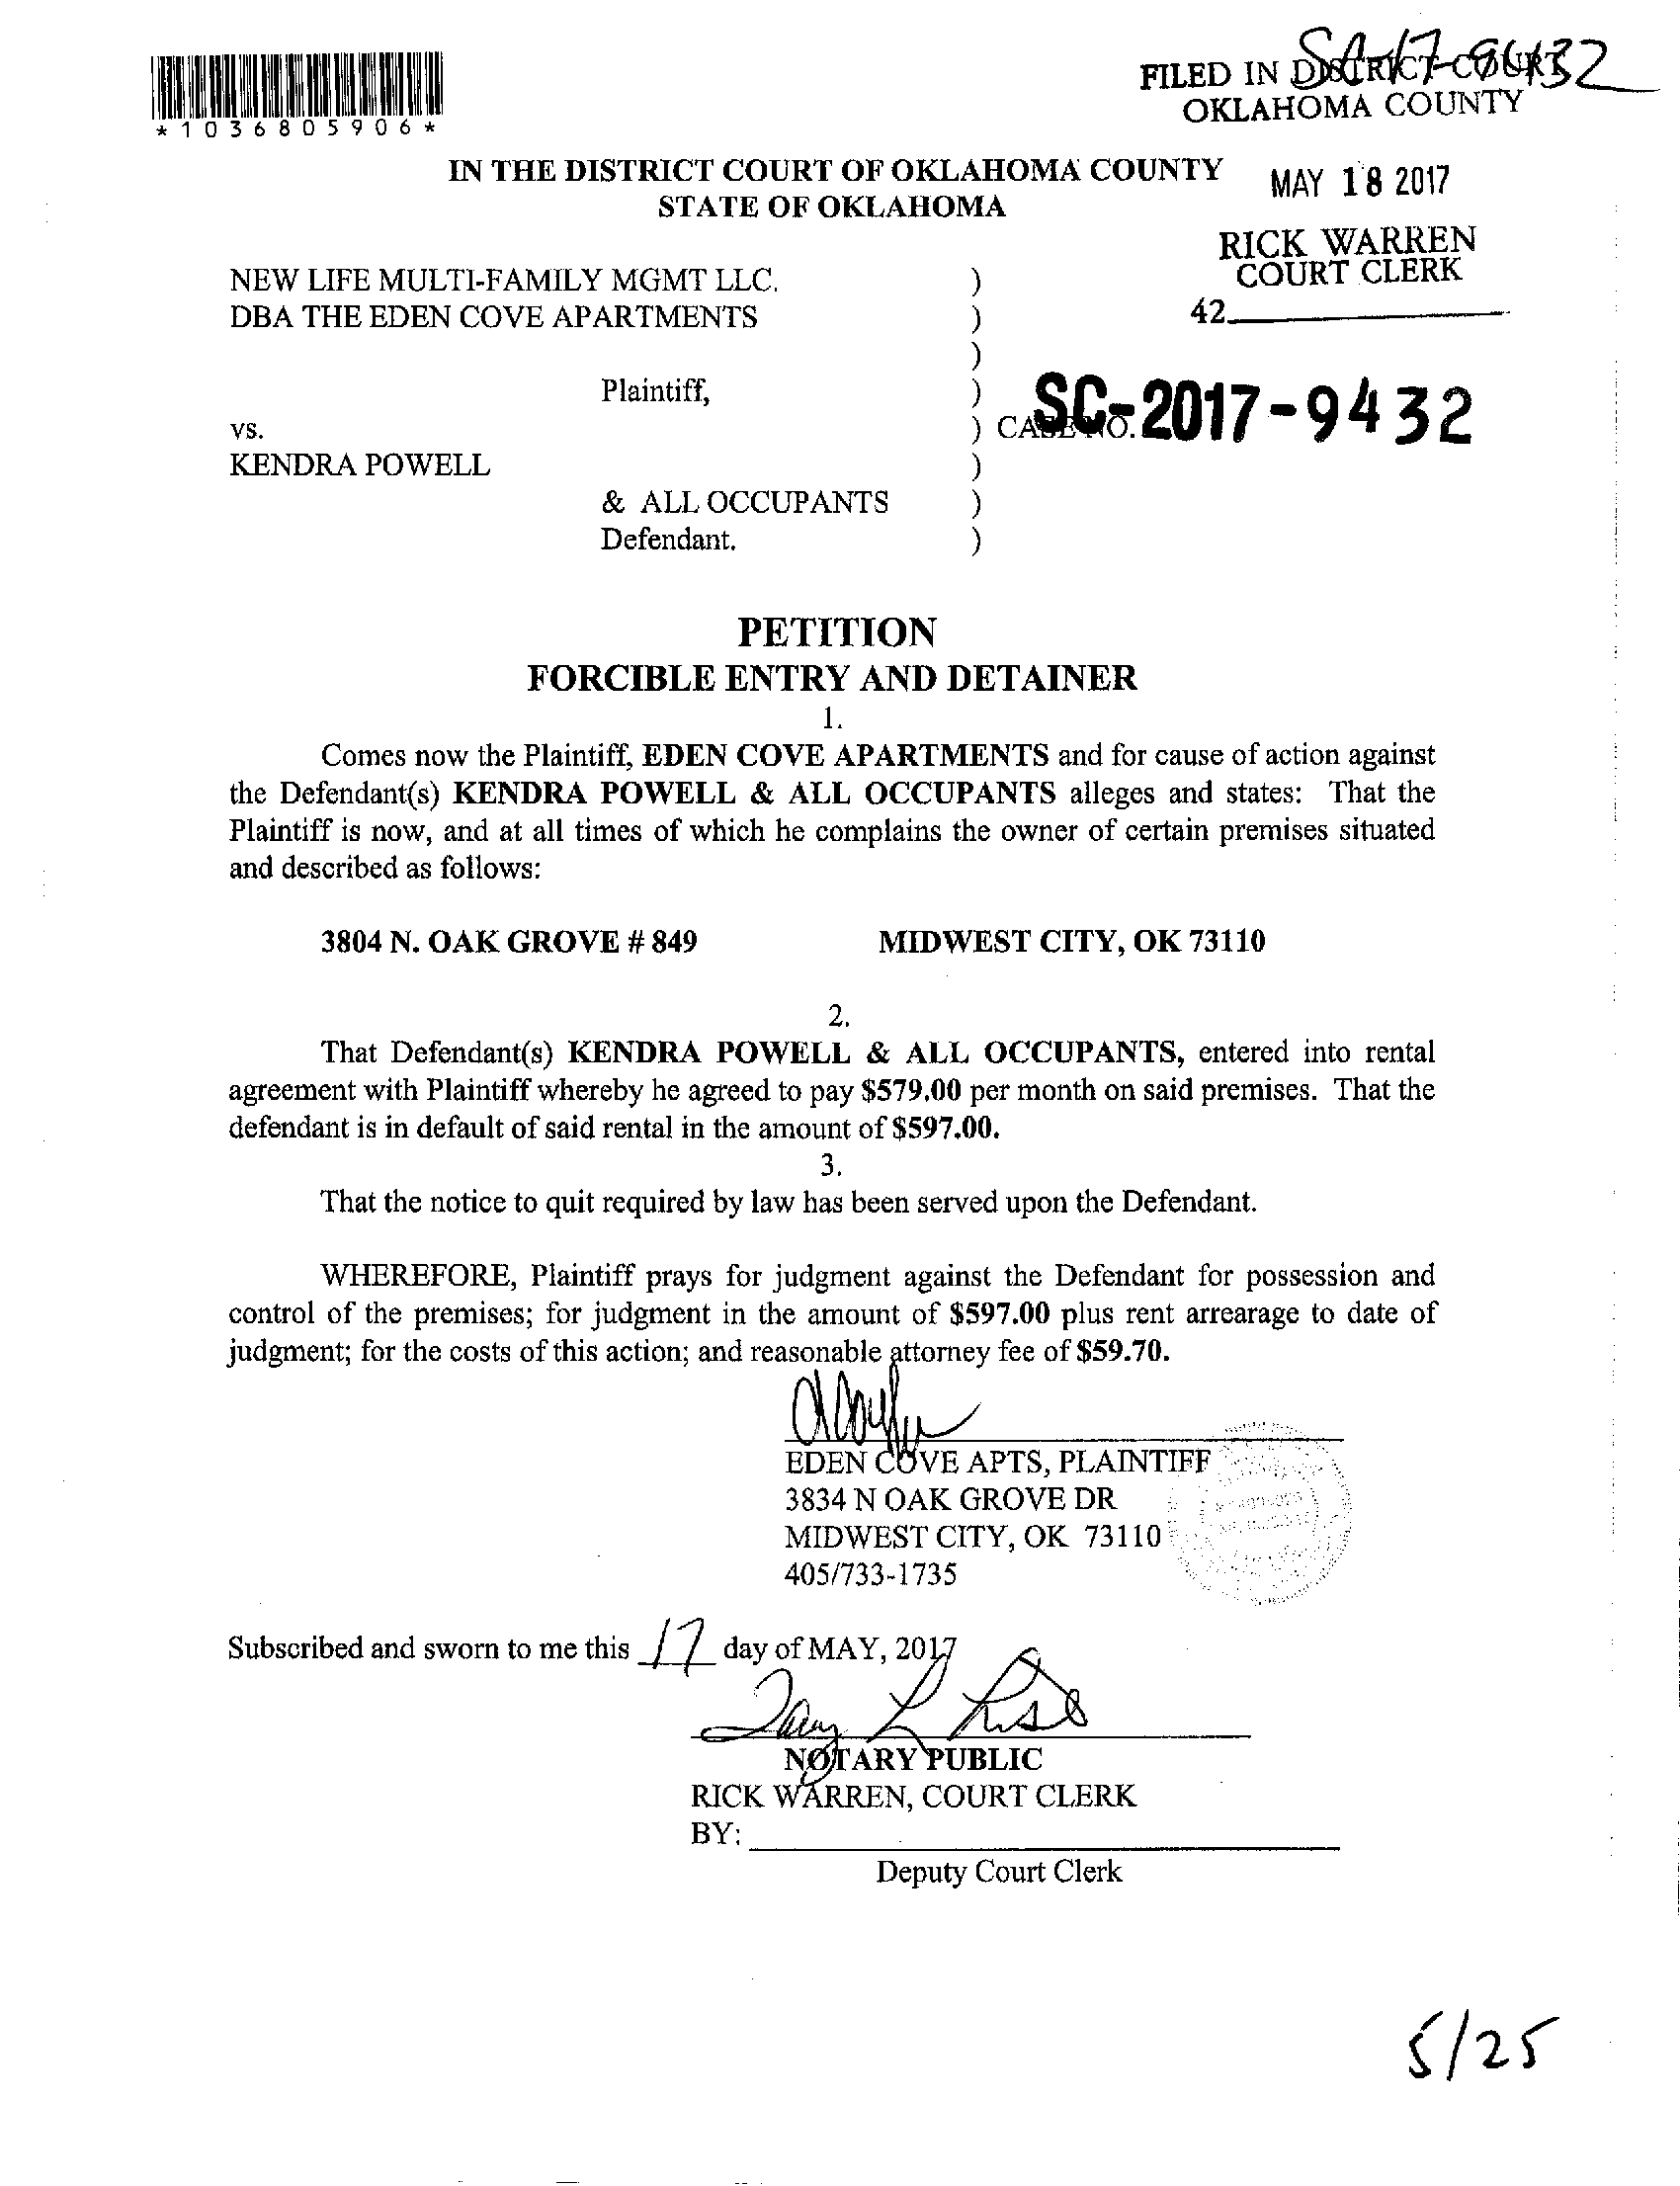 SC-17-9432
FILED IN DISTRICT COURT
OKLAHOMA COUNTY
*1036805906*
IN THE DISTRICT COURT OF OKLAHOMA COUNTY
STATE OF OKLAHOMA
MAY 18 2017
RICK WARREN
COURT CLERK
42
NEW LIFE MULTI-FAMILY MGMT LLC. )
DBA THE EDEN COVE APARTMENTS )
)
Plaintiff, )
vs. ) CASE NO. SC-2017-9432
KENDRA POWELL )
& ALL OCCUPANTS )
Defendant. )
PETITION
FORCIBLE ENTRY AND DETAINER
1.
Comes now the Plaintiff, EDEN COVE APARTMENTS and for cause of action against
the Defendant(s) KENDRA POWELL & ALL OCCUPANTS alleges and states: That the
Plaintiff is now, and at all times of which he complains the owner of certain premises situated
and described as follows:
3804 N. OAK GROVE # 849 MIDWEST CITY, OK 73110
2.
That Defendant(s) KENDRA POWELL & ALL OCCUPANTS, entered into rental
agreement with Plaintiff whereby he agreed to pay $579.00 per month on said premises. That the
defendant is in default of said rental in the amount of $597.00.
3.
That the notice to quit required by law has been served upon the Defendant.
WHEREFORE, Plaintiff prays for judgment against the Defendant for possession and
control of the premises; for judgment in the amount of $597.00 plus rent arrearage to date of
judgment; for the costs of this action; and reasonable attorney fee of $59.70.
EDEN COVE APTS, PLAINTIFF
3834 N OAK GROVE DR
MIDWEST CITY, OK 73110
405/733-1735
Subscribed and sworn to me this 17 day of MAY, 2017
NOTARY PUBLIC
RICK WARREN, COURT CLERK
BY:
Deputy Court Clerk
5/25